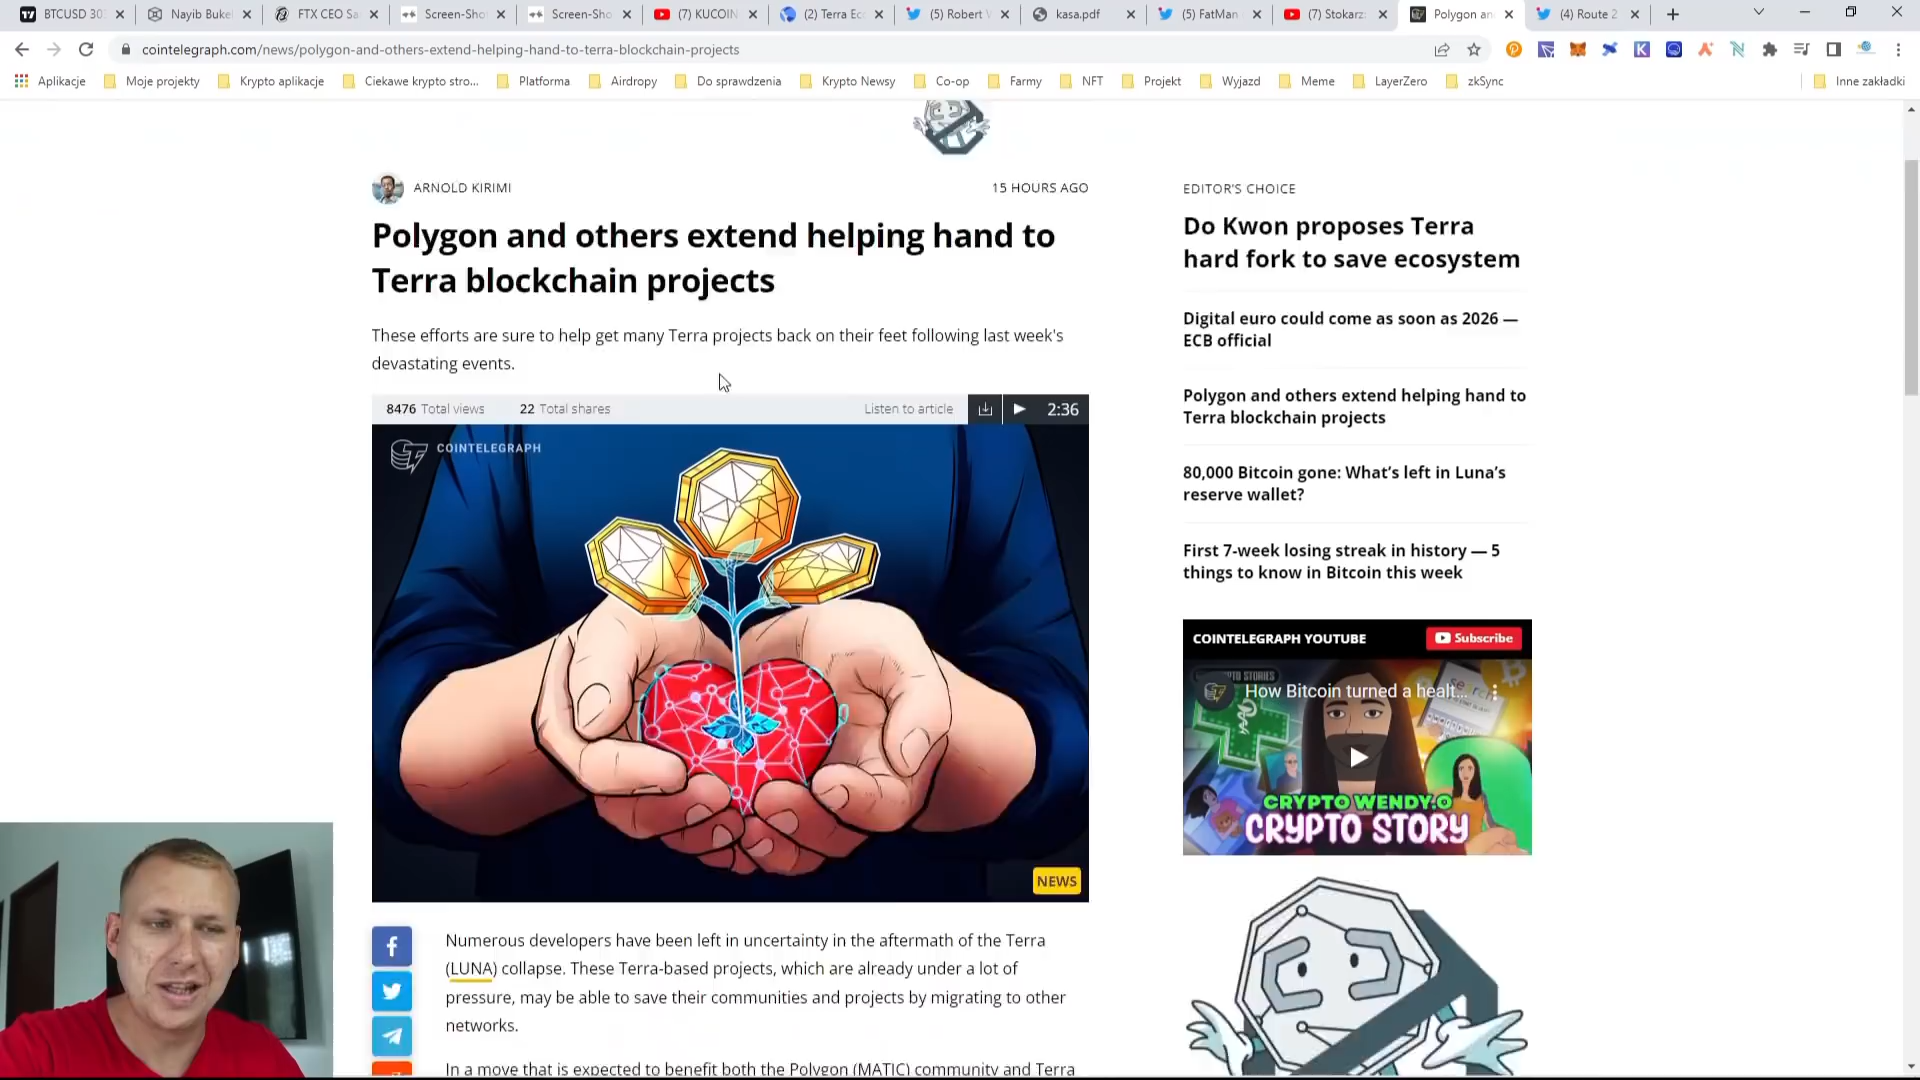 BTCUSD 30
Nayib Buke
FTX CEO Sa
Screen-Sho
Screen-Sho
(7) KUCOIN
(2) Terra Ec
(5) Robert
kasa.pdf
(5) FatMan
(7) Stokarz
Polygon an
(4) Route 2
cointelegraph.com/news/polygon-and-others-extend-helping-hand-to-terra-blockchain-projects
Aplikacje
Moje projekty
Krypto aplikacje
Ciekawe krypto stro...
Platforma
Airdropy
Do sprawdzenia
Krypto Newsy
Co-op
Farmy
NFT
Projekt
Wyjazd
Meme
LayerZero
zkSync
Inne zakładki
ARNOLD KIRIMI
15 HOURS AGO
Polygon and others extend helping hand to
Terra blockchain projects
These efforts are sure to help get many Terra projects back on their feet following last week's
devastating events.
8476 Total views
22 Total shares
Listen to article
2:36
COINTELEGRAPH
NEWS
Numerous developers have been left in uncertainty in the aftermath of the Terra
(LUNA) collapse. These Terra-based projects, which are already under a lot of
pressure, may be able to save their communities and projects by migrating to other
networks.
In a move that is expected to benefit both the Polygon (MATIC) community and Terra
EDITOR'S CHOICE
Do Kwon proposes Terra
hard fork to save ecosystem
Digital euro could come as soon as 2026 —
ECB official
Polygon and others extend helping hand to
Terra blockchain projects
80,000 Bitcoin gone: What's left in Luna's
reserve wallet?
First 7-week losing streak in history — 5
things to know in Bitcoin this week
COINTELEGRAPH YOUTUBE
Subscribe
How Bitcoin turned a healt...
CRYPTO WENDY.O
CRYPTO STORY